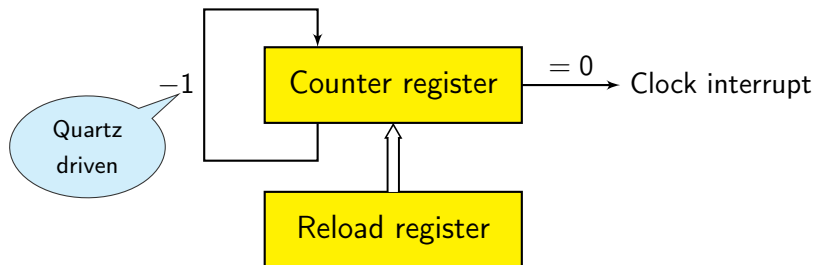 = 0
Counter register
Clock interrupt
−1
Quartz
driven
Reload register